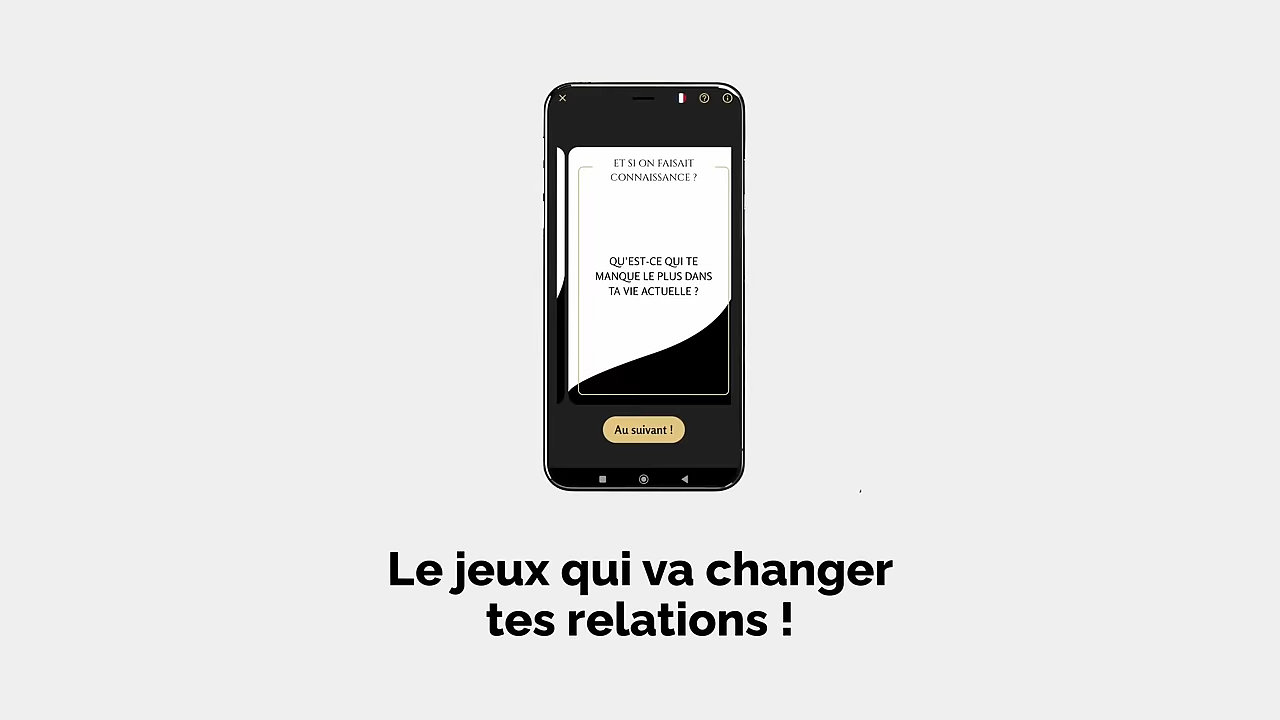 ET SI ON FAISAIT
CONNAISSANCE ?
QU'EST-CE QUI TE
MANQUE LE PLUS DANS
TA VIE ACTUELLE ?
Au suivant !
Le jeux qui va changer
tes relations !